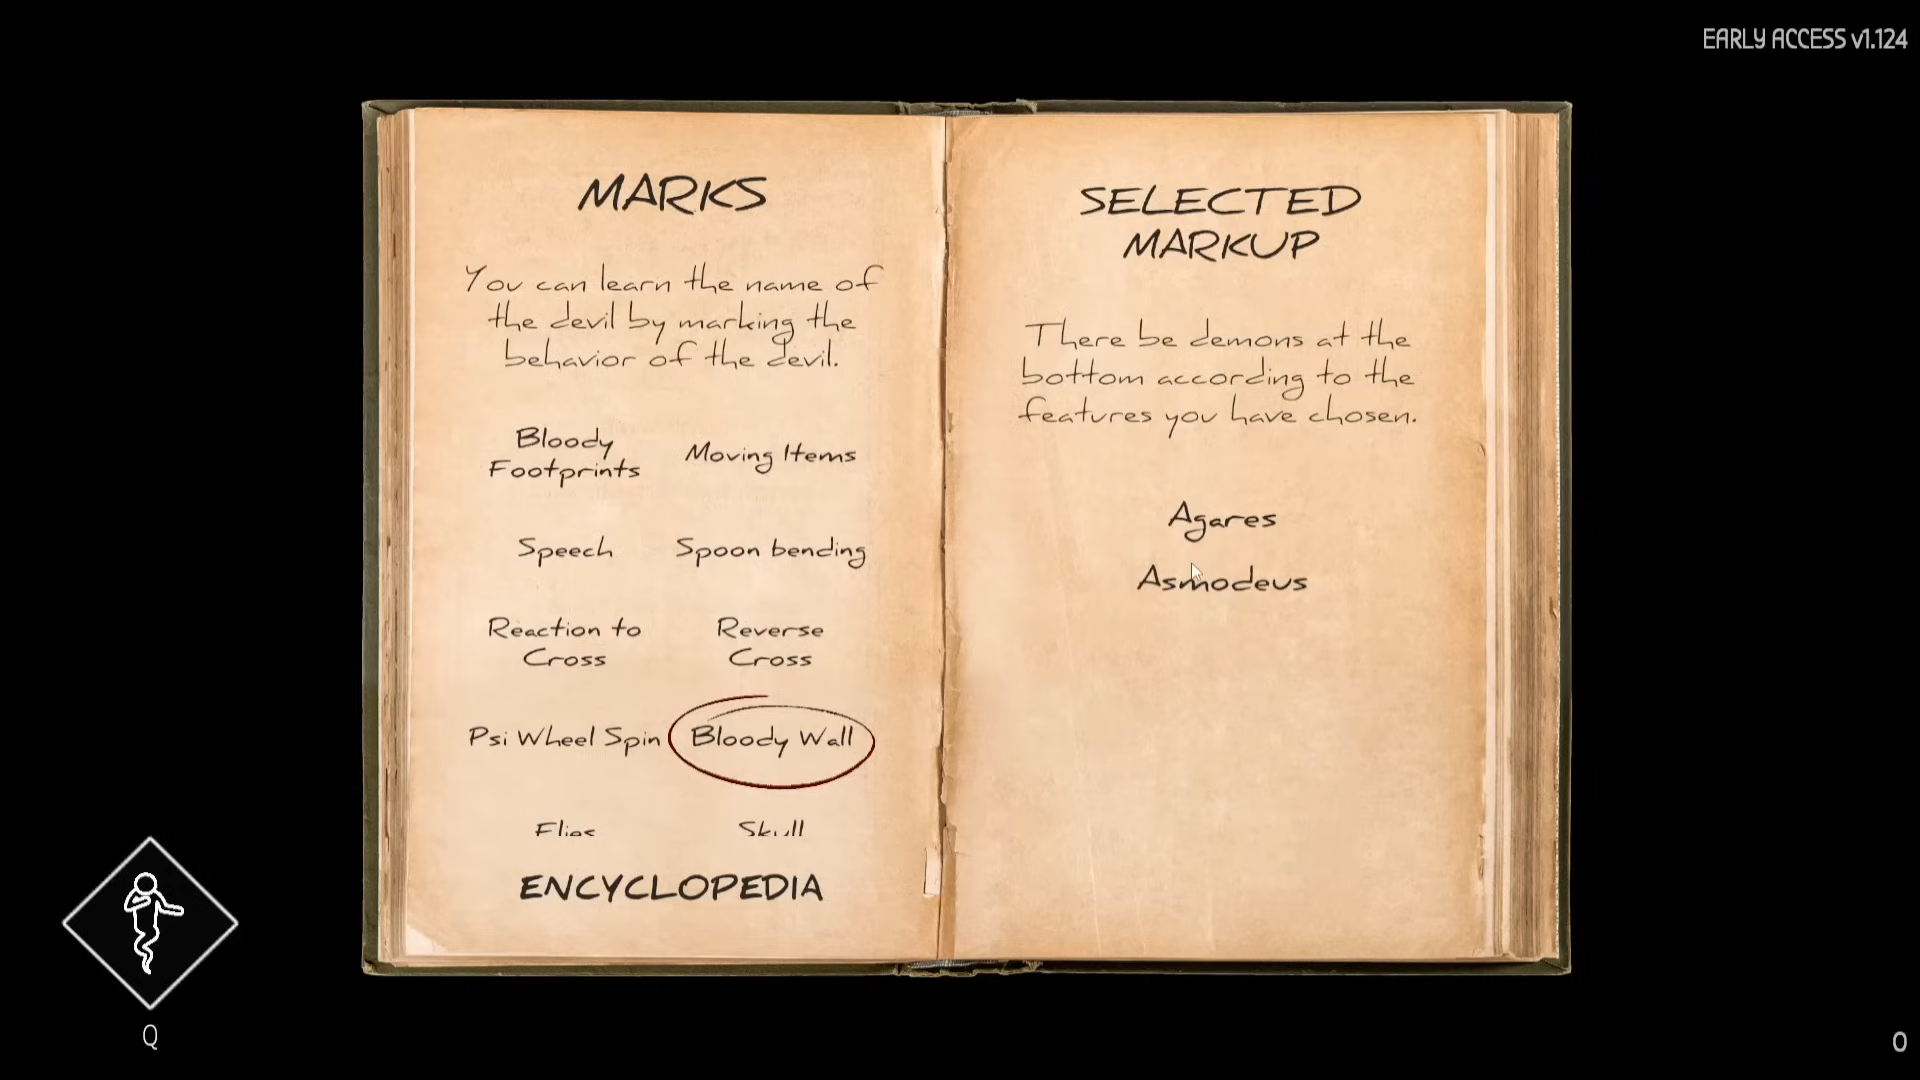 EARLY ACCESS v1.124
MARKS
You can learn the name of
the devil by marking the
behavior of the devil.
Bloody
Footprints
Moving Items
Speech
Spoon bending
Reaction to
Cross
Reverse
Cross
Psi Wheel Spin
Bloody Wall
Flies
Skull
ENCYCLOPEDIA
SELECTED
MARKUP
There be demons at the
bottom according to the
features you have chosen.
Agares
Asmodeus
Q
0